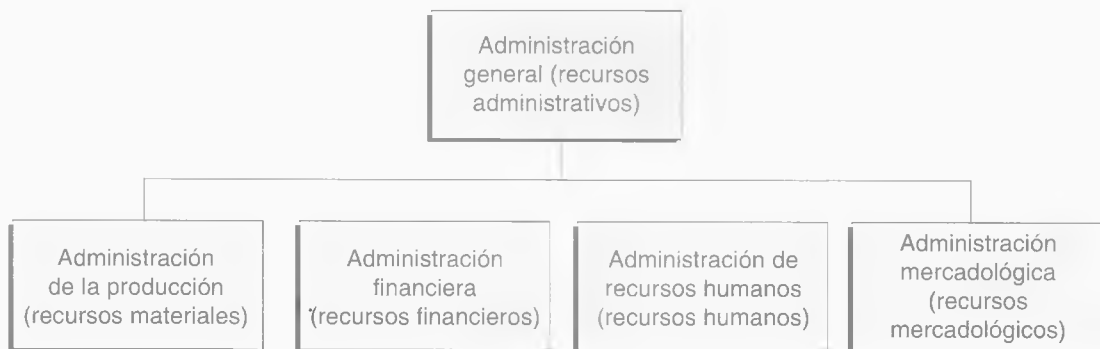 Administración
general (recursos
administrativos)
Administración
de la producción
(recursos materiales)
Administración
financiera
(recursos financieros)
Administración de
recursos humanos
(recursos humanos)
Administración
mercadológica
(recursos
mercadológicos)